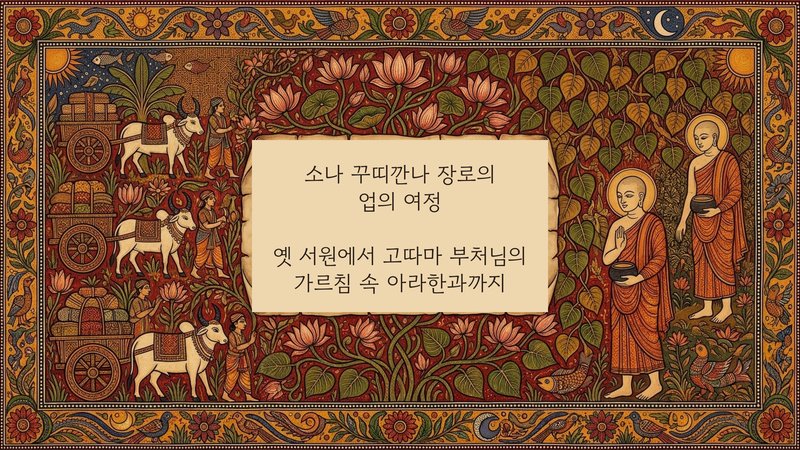 소나 꾸띠깐나 장로의
업의 여정
옛 서원에서 고따마 부처님의
가르침 속 아라한과까지